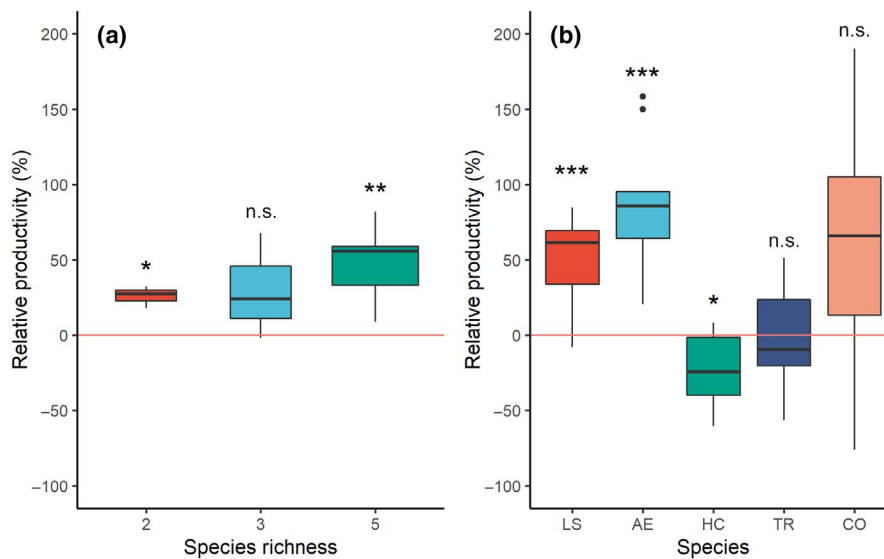 (a)
Relative productivity (%)
200
150
100
50
0
−50
−100
*
n.s.
**
2
3
5
Species richness
(b)
Relative productivity (%)
200
150
100
50
0
−50
−100
***
***
*
n.s.
n.s.
LS
AE
HC
TR
CO
Species